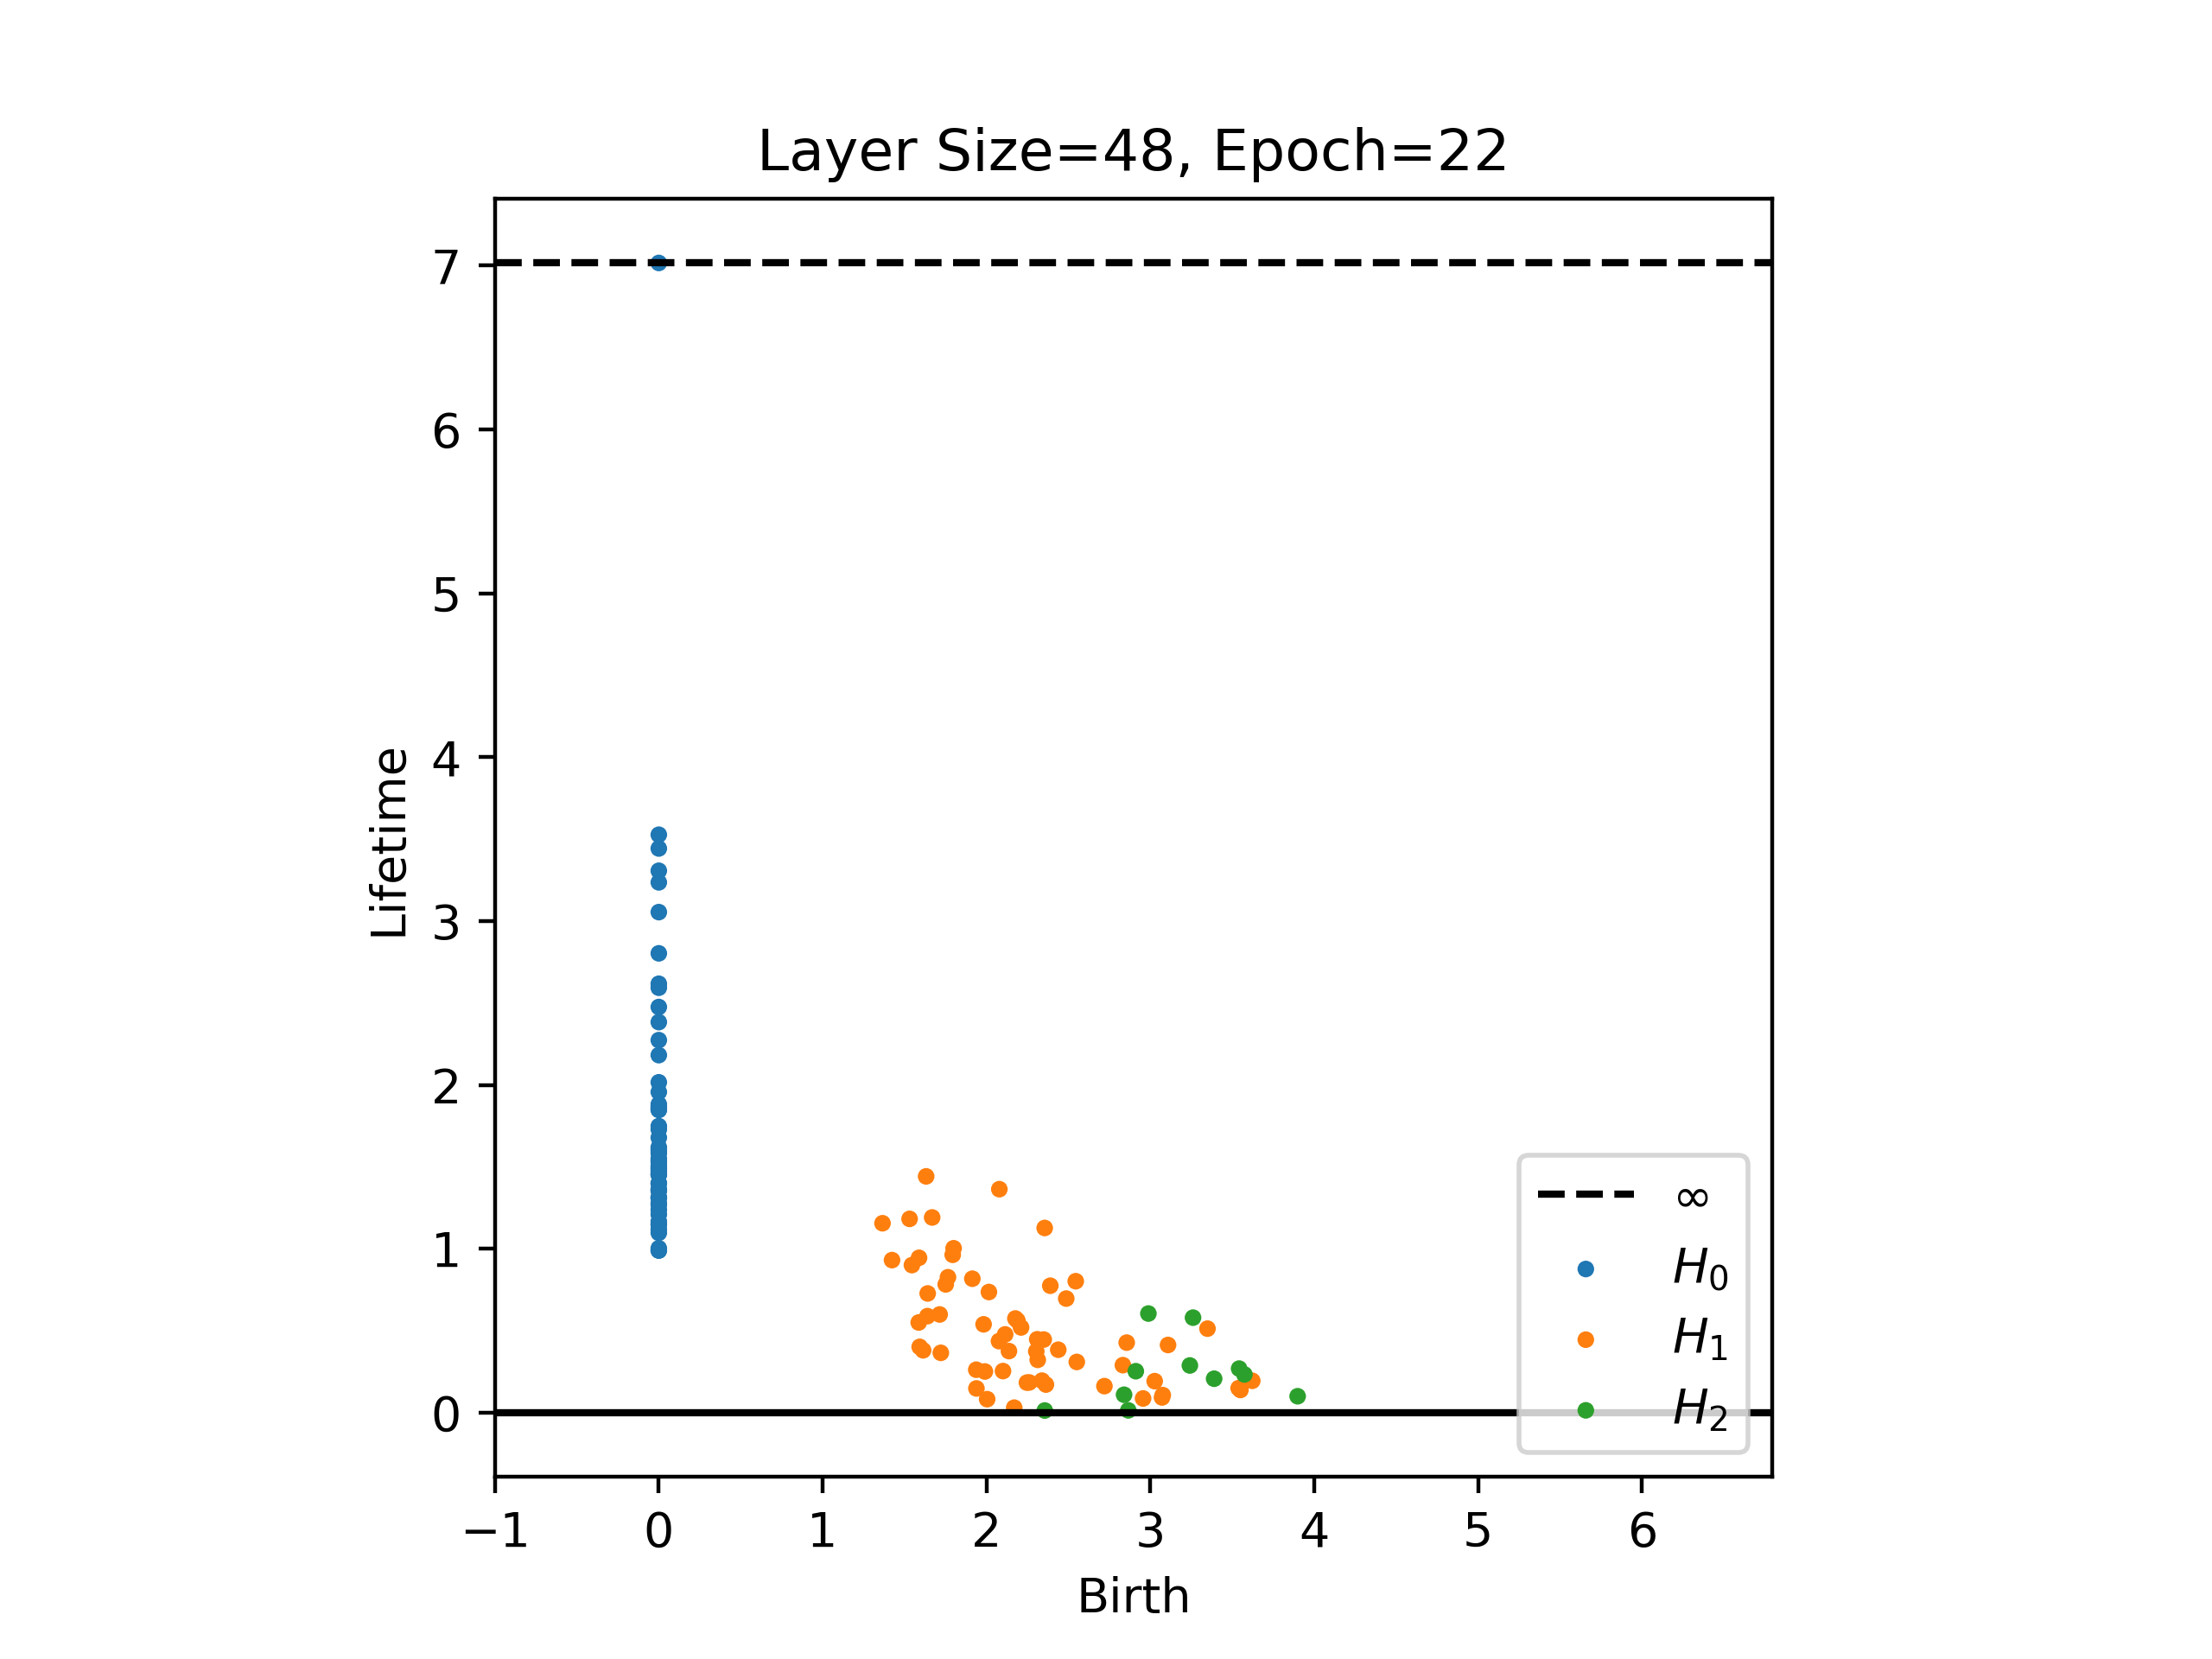 Layer Size=48, Epoch=22
7
6
5
4
3
2
1
0
Lifetime
∞
H₀
H₁
H₂
−1 0 1 2 3 4 5 6
Birth